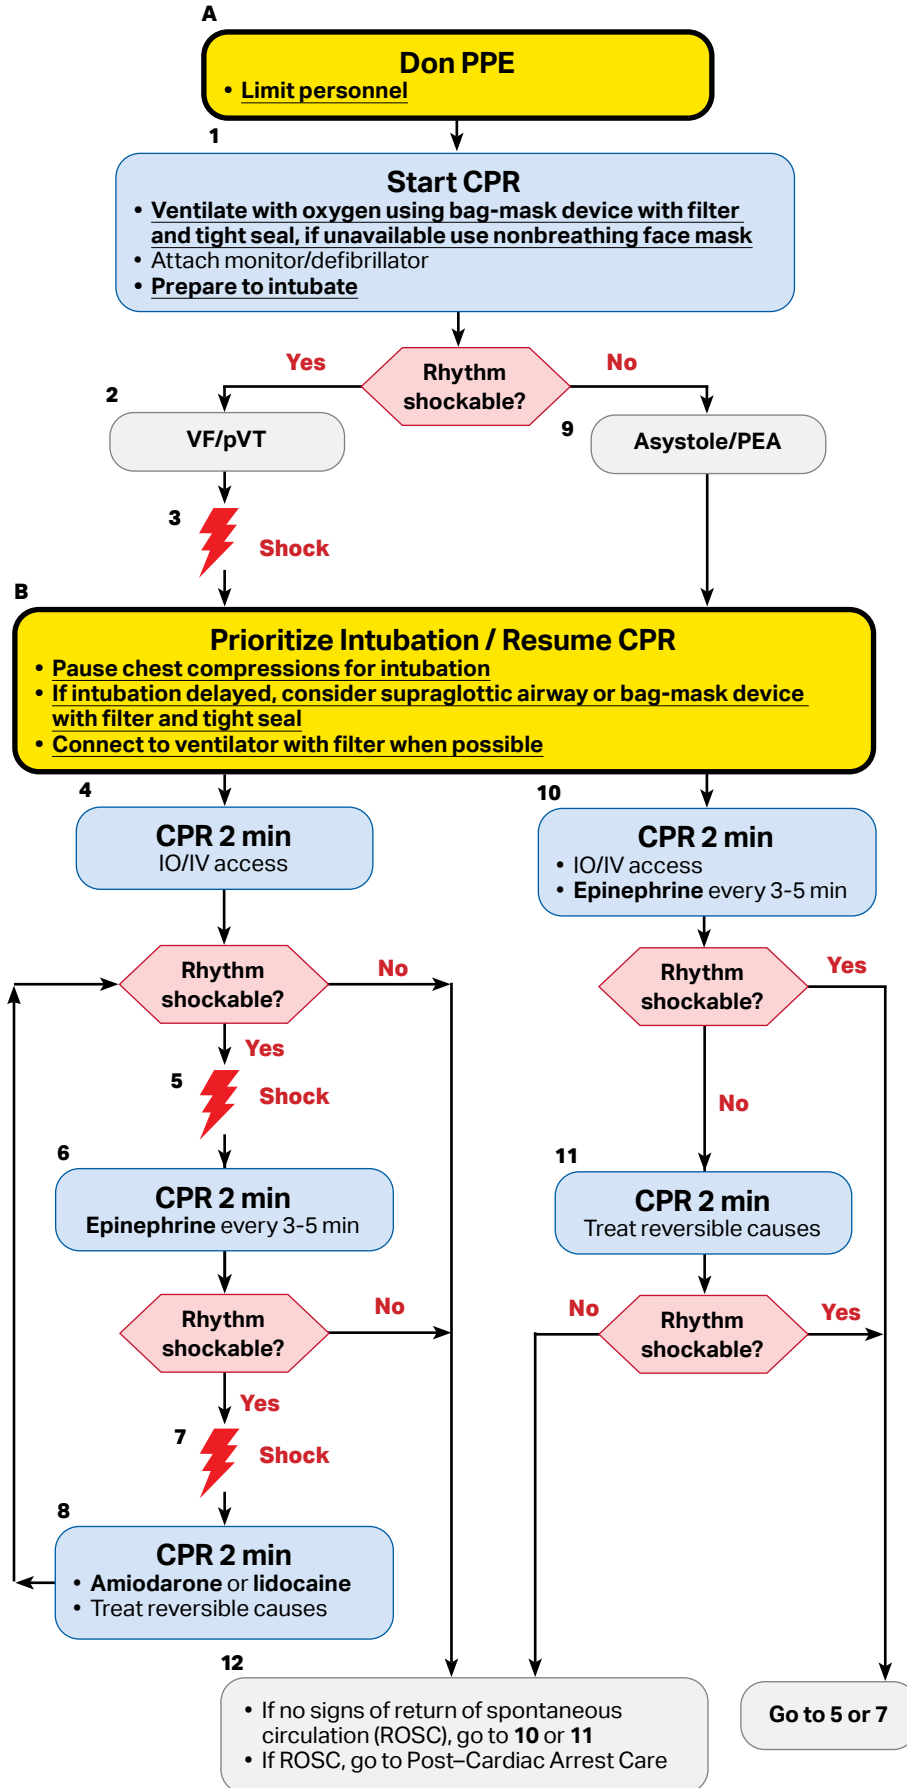 A
Don PPE
• Limit personnel
1
Start CPR
• Ventilate with oxygen using bag-mask device with filter
and tight seal, if unavailable use nonbreathing face mask
• Attach monitor/defibrillator
• Prepare to intubate
Rhythm
shockable?
Yes
No
2
VF/pVT
9
Asystole/PEA
3
Shock
B
Prioritize Intubation / Resume CPR
• Pause chest compressions for intubation
• If intubation delayed, consider supraglottic airway or bag-mask device
with filter and tight seal
• Connect to ventilator with filter when possible
4
CPR 2 min
IO/IV access
10
CPR 2 min
• IO/IV access
• Epinephrine every 3-5 min
Rhythm
shockable?
No
Yes
Rhythm
shockable?
Yes
No
5
Shock
6
CPR 2 min
Epinephrine every 3-5 min
11
CPR 2 min
Treat reversible causes
Rhythm
shockable?
No
Yes
No
Rhythm
shockable?
Yes
7
Shock
8
CPR 2 min
• Amiodarone or lidocaine
• Treat reversible causes
12
• If no signs of return of spontaneous
circulation (ROSC), go to 10 or 11
• If ROSC, go to Post–Cardiac Arrest Care
Go to 5 or 7